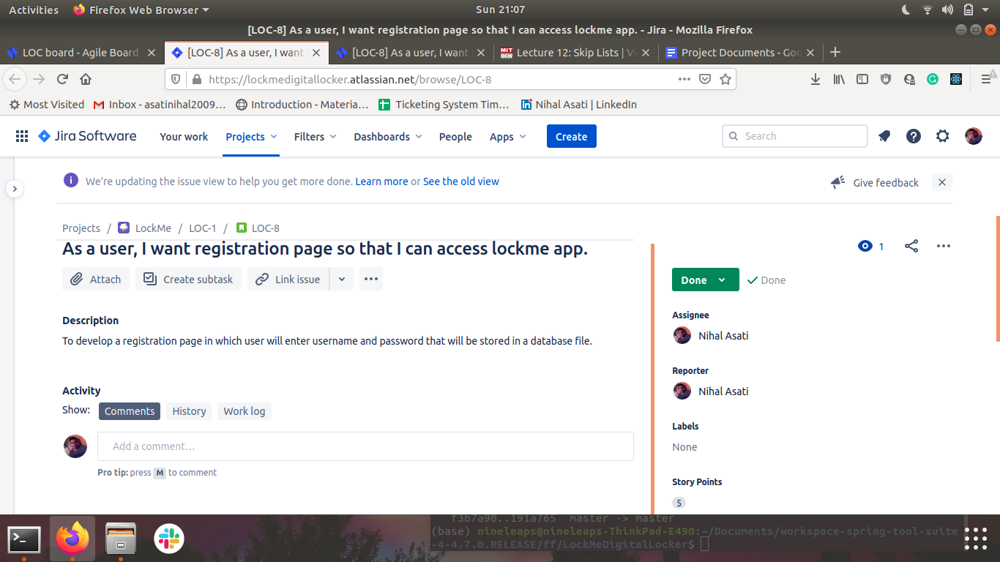 Activities Firefox Web Browser Sun 21:07
[LOC-8] As a user, I want registration page so that I can access lockme app. - Jira - Mozilla Firefox
LOC board - Agile Board [LOC-8] As a user, I want [LOC-8] As a user, I want MIT OCW Lecture 12: Skip Lists | Vi Project Documents - Goo
https://lockmedigitallocker.atlassian.net/browse/LOC-8
Most Visited Inbox - asatinihal2009… Introduction - Materia… Ticketing System Tim… Nihal Asati | LinkedIn
Jira Software Your work Projects Filters Dashboards People Apps Create Search
We're updating the issue view to help you get more done. Learn more or See the old view Give feedback
Projects / LockMe / LOC-1 / LOC-8
As a user, I want registration page so that I can access lockme app. 1
Attach Create subtask Link issue
Done Done
Description
To develop a registration page in which user will enter username and password that will be stored in a database file.
Assignee
Nihal Asati
Activity
Show: Comments History Work log
Add a comment…
Pro tip: press M to comment
Reporter
Nihal Asati
Labels
None
Story Points
5
f3b7a90..191a765 master -> master
(base) nineleaps@nineleaps-ThinkPad-E490:~/Documents/workspace-spring-tool-suite
-4-4.7.0.RELEASE/ff/LockMeDigitalLocker$